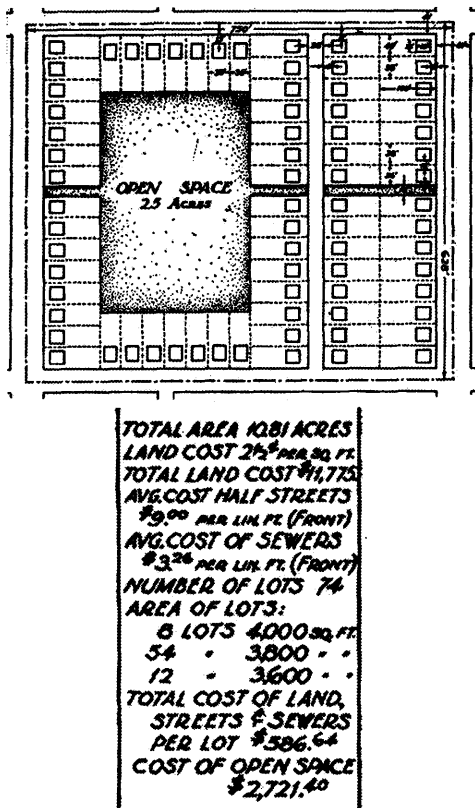 OPEN SPACE
2.5 Acres
TOTAL AREA 10.81 ACRES
LAND COST 2½¢ PER SQ. FT.
TOTAL LAND COST $11,775
AVG. COST HALF STREETS
$9.00 PER LIN. FT. (FRONT)
AVG. COST OF SEWERS
$3.26 PER LIN. FT. (FRONT)
NUMBER OF LOTS 74
AREA OF LOTS:
8 LOTS 4,000 SQ. FT.
54 " 3,800 " "
12 " 3,600 " "
TOTAL COST OF LAND,
STREETS & SEWERS
PER LOT $586.64
COST OF OPEN SPACE
$2,721.40